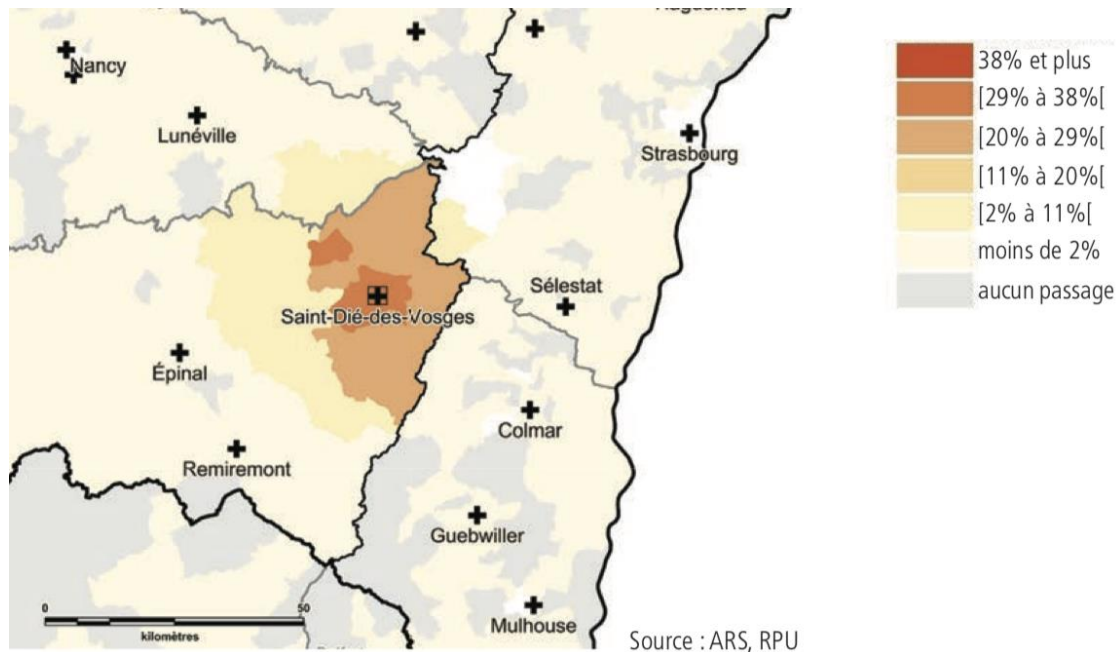 Haguenau
Nancy
Lunéville
Strasbourg
Sélestat
Saint-Dié-des-Vosges
Épinal
Colmar
Remiremont
Guebwiller
Mulhouse
0 50
kilomètres
38% et plus
[29% à 38%[
[20% à 29%[
[11% à 20%[
[2% à 11%[
moins de 2%
aucun passage
Source : ARS, RPU